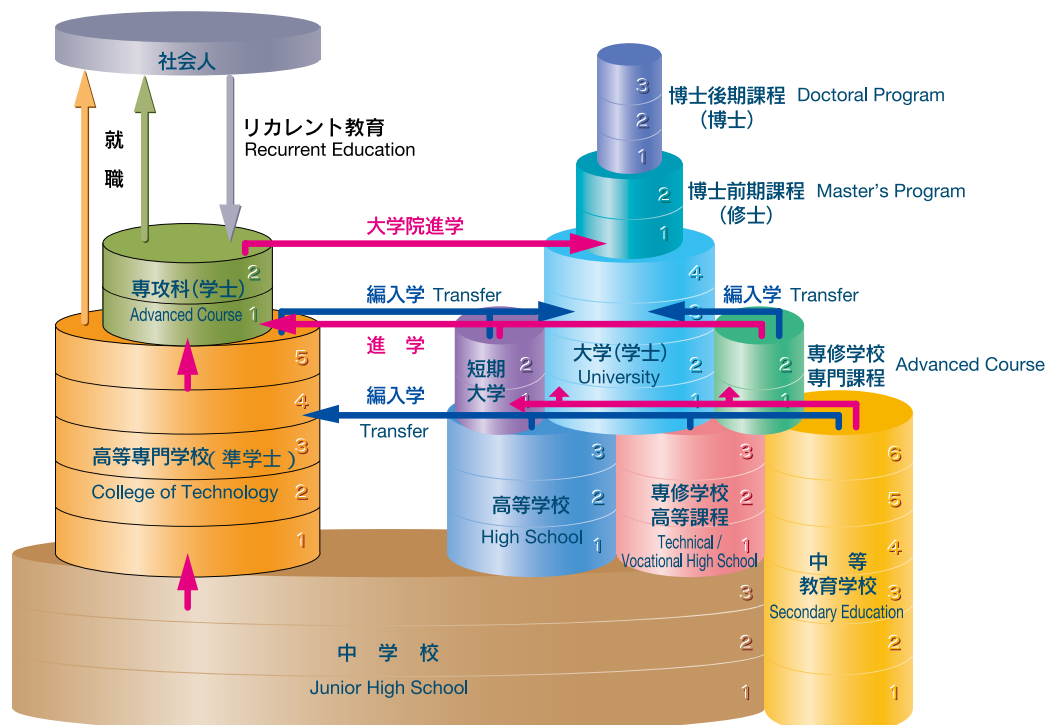 社会人
就
職
リカレント教育
Recurrent Education
3
2
1
博士後期課程 Doctoral Program
(博士)
2
1
博士前期課程 Master's Program
(修士)
大学院進学
2
専攻科(学士)
1
Advanced Course
編入学 Transfer
編入学 Transfer
進 学
4
3
2
1
大学(学士)
University
2
1
短期
大学
2
1
専修学校
専門課程
Advanced Course
編入学
Transfer
5
4
3
2
1
高等専門学校(準学士)
College of Technology
3
2
1
高等学校
High School
3
2
1
専修学校
高等課程
Technical /
Vocational High School
6
5
4
3
2
1
中 等
教育学校
Secondary Education
3
2
1
中 学 校
Junior High School